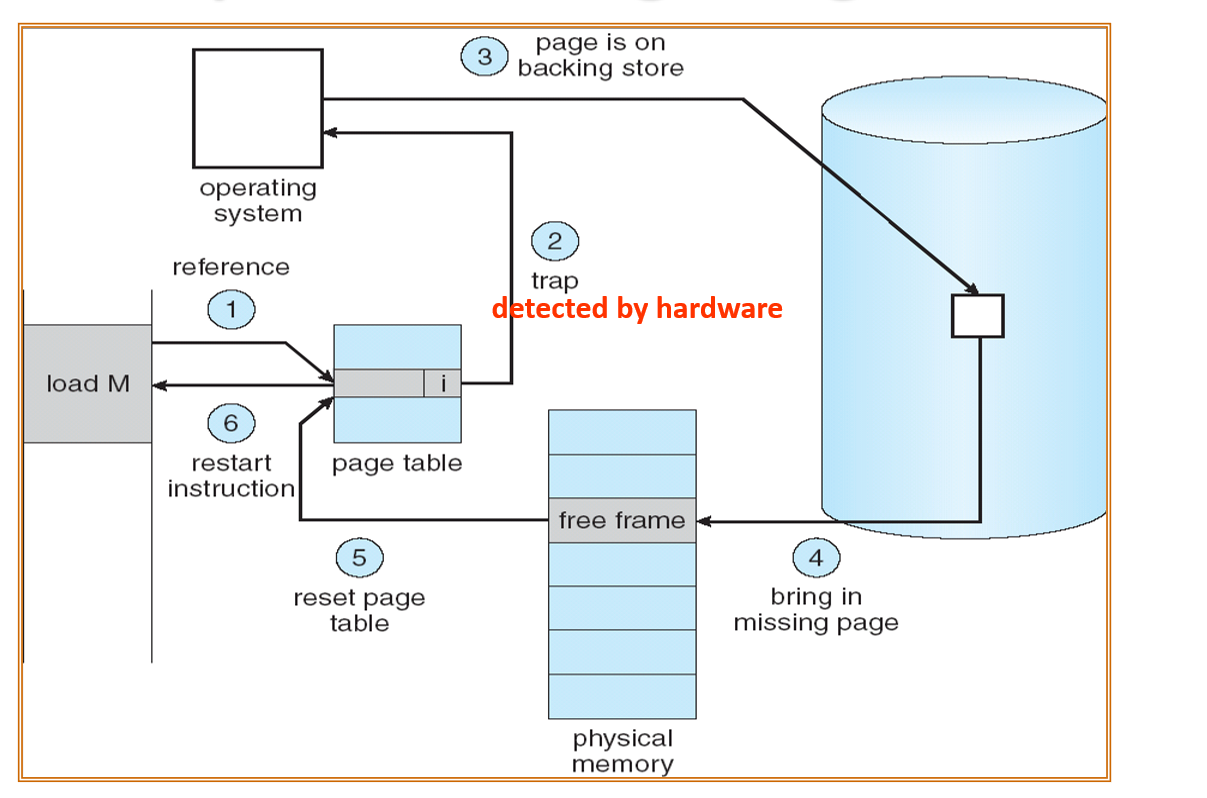 3
page is on
backing store
operating
system
reference
1
2
trap
detected by hardware
load M
i
6
restart
instruction
page table
free frame
5
reset page
table
4
bring in
missing page
physical
memory